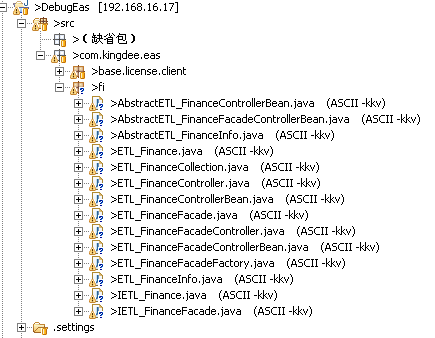 >DebugEas [192.168.16.17]
>src
>（缺省包）
>com.kingdee.eas
>base.license.client
>fi
>AbstractETL_FinanceControllerBean.java (ASCII -kkv)
>AbstractETL_FinanceFacadeControllerBean.java (ASCII -kkv)
>AbstractETL_FinanceInfo.java (ASCII -kkv)
>ETL_Finance.java (ASCII -kkv)
>ETL_FinanceCollection.java (ASCII -kkv)
>ETL_FinanceController.java (ASCII -kkv)
>ETL_FinanceControllerBean.java (ASCII -kkv)
>ETL_FinanceFacade.java (ASCII -kkv)
>ETL_FinanceFacadeController.java (ASCII -kkv)
>ETL_FinanceFacadeControllerBean.java (ASCII -kkv)
>ETL_FinanceFacadeFactory.java (ASCII -kkv)
>ETL_FinanceInfo.java (ASCII -kkv)
>IETL_Finance.java (ASCII -kkv)
>IETL_FinanceFacade.java (ASCII -kkv)
.settings